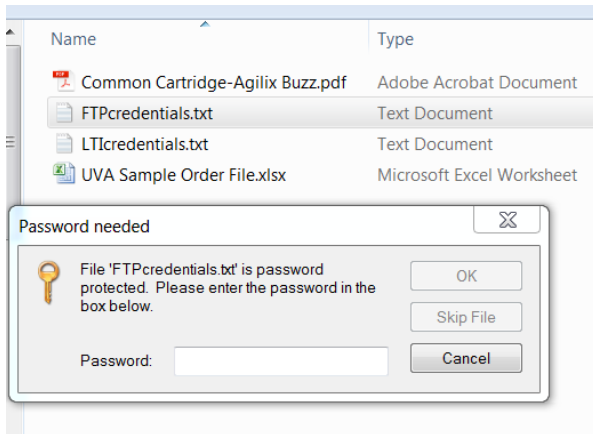 Name Type
Common Cartridge-Agilix Buzz.pdf Adobe Acrobat Document
FTPcredentials.txt Text Document
LTIcredentials.txt Text Document
UVA Sample Order File.xlsx Microsoft Excel Worksheet
Password needed
File 'FTPcredentials.txt' is password
protected. Please enter the password in the
box below.
OK
Skip File
Password:
Cancel